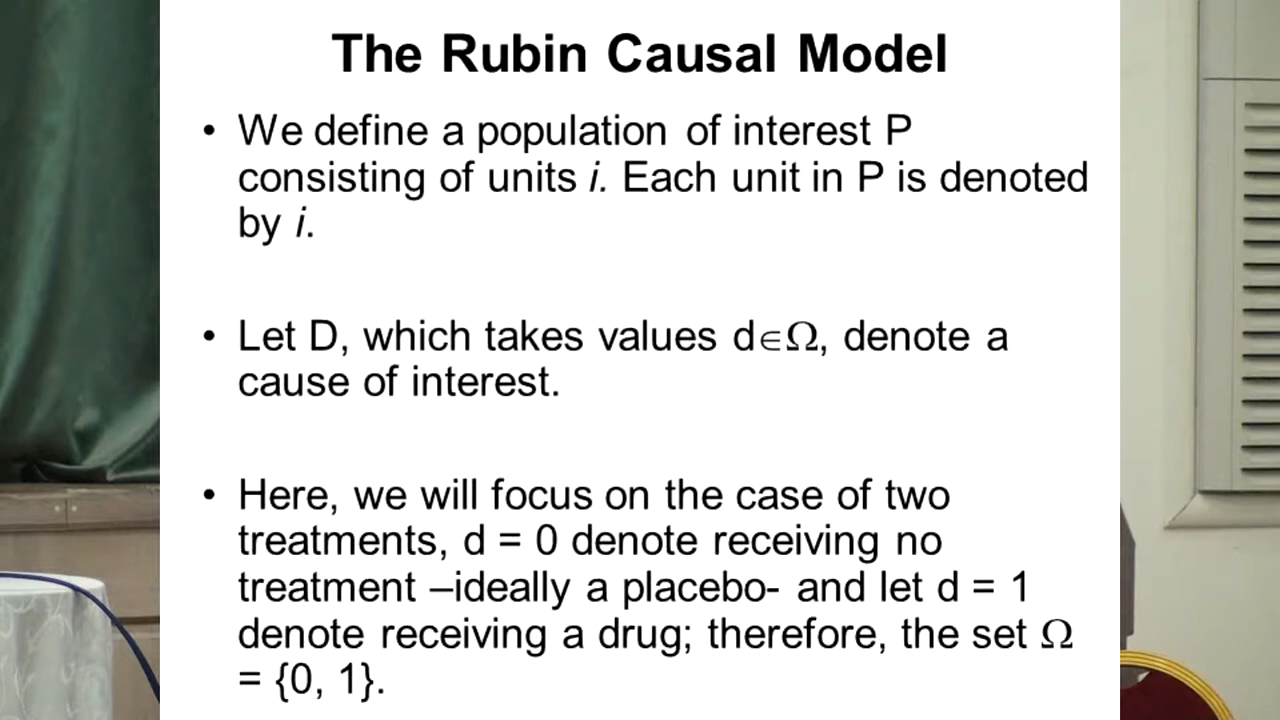 The Rubin Causal Model
• We define a population of interest P
consisting of units i. Each unit in P is denoted
by i.
• Let D, which takes values d∈Ω, denote a
cause of interest.
• Here, we will focus on the case of two
treatments, d = 0 denote receiving no
treatment –ideally a placebo- and let d = 1
denote receiving a drug; therefore, the set Ω
= {0, 1}.